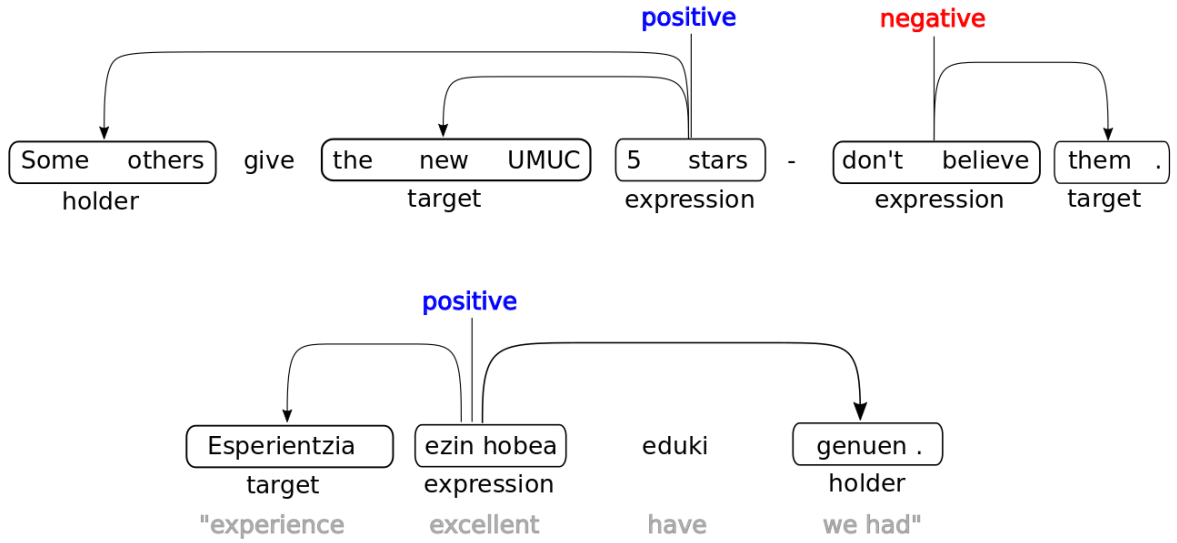 positive negative
Some others give the new UMUC 5 stars - don't believe them .
holder target expression expression target
positive
Esperientzia ezin hobea eduki genuen .
target expression holder
"experience excellent have we had"